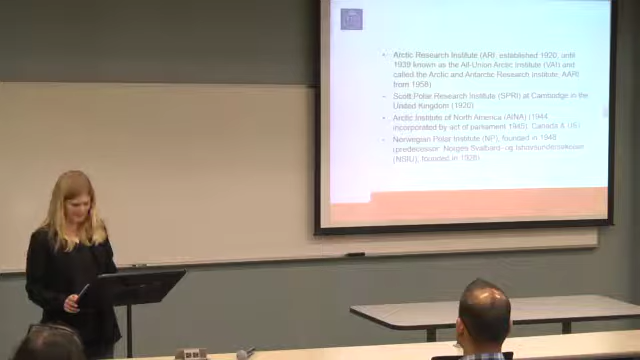 • Arctic Research Institute (ARI, established 1920, until
1939 known as the All-Union Arctic Institute (VAI) and
called the Arctic and Antarctic Research Institute, AARI
from 1958)
• Scott Polar Research Institute (SPRI) at Cambridge in the
United Kingdom (1920)
• Arctic Institute of North America (AINA) (1944
incorporated by act of parliament 1945), Canada & US)
• Norwegian Polar Institute (NP), founded in 1948
(predecessor: Norges Svalbard- og Ishavsundersøkelser
(NSIU), founded in 1928)